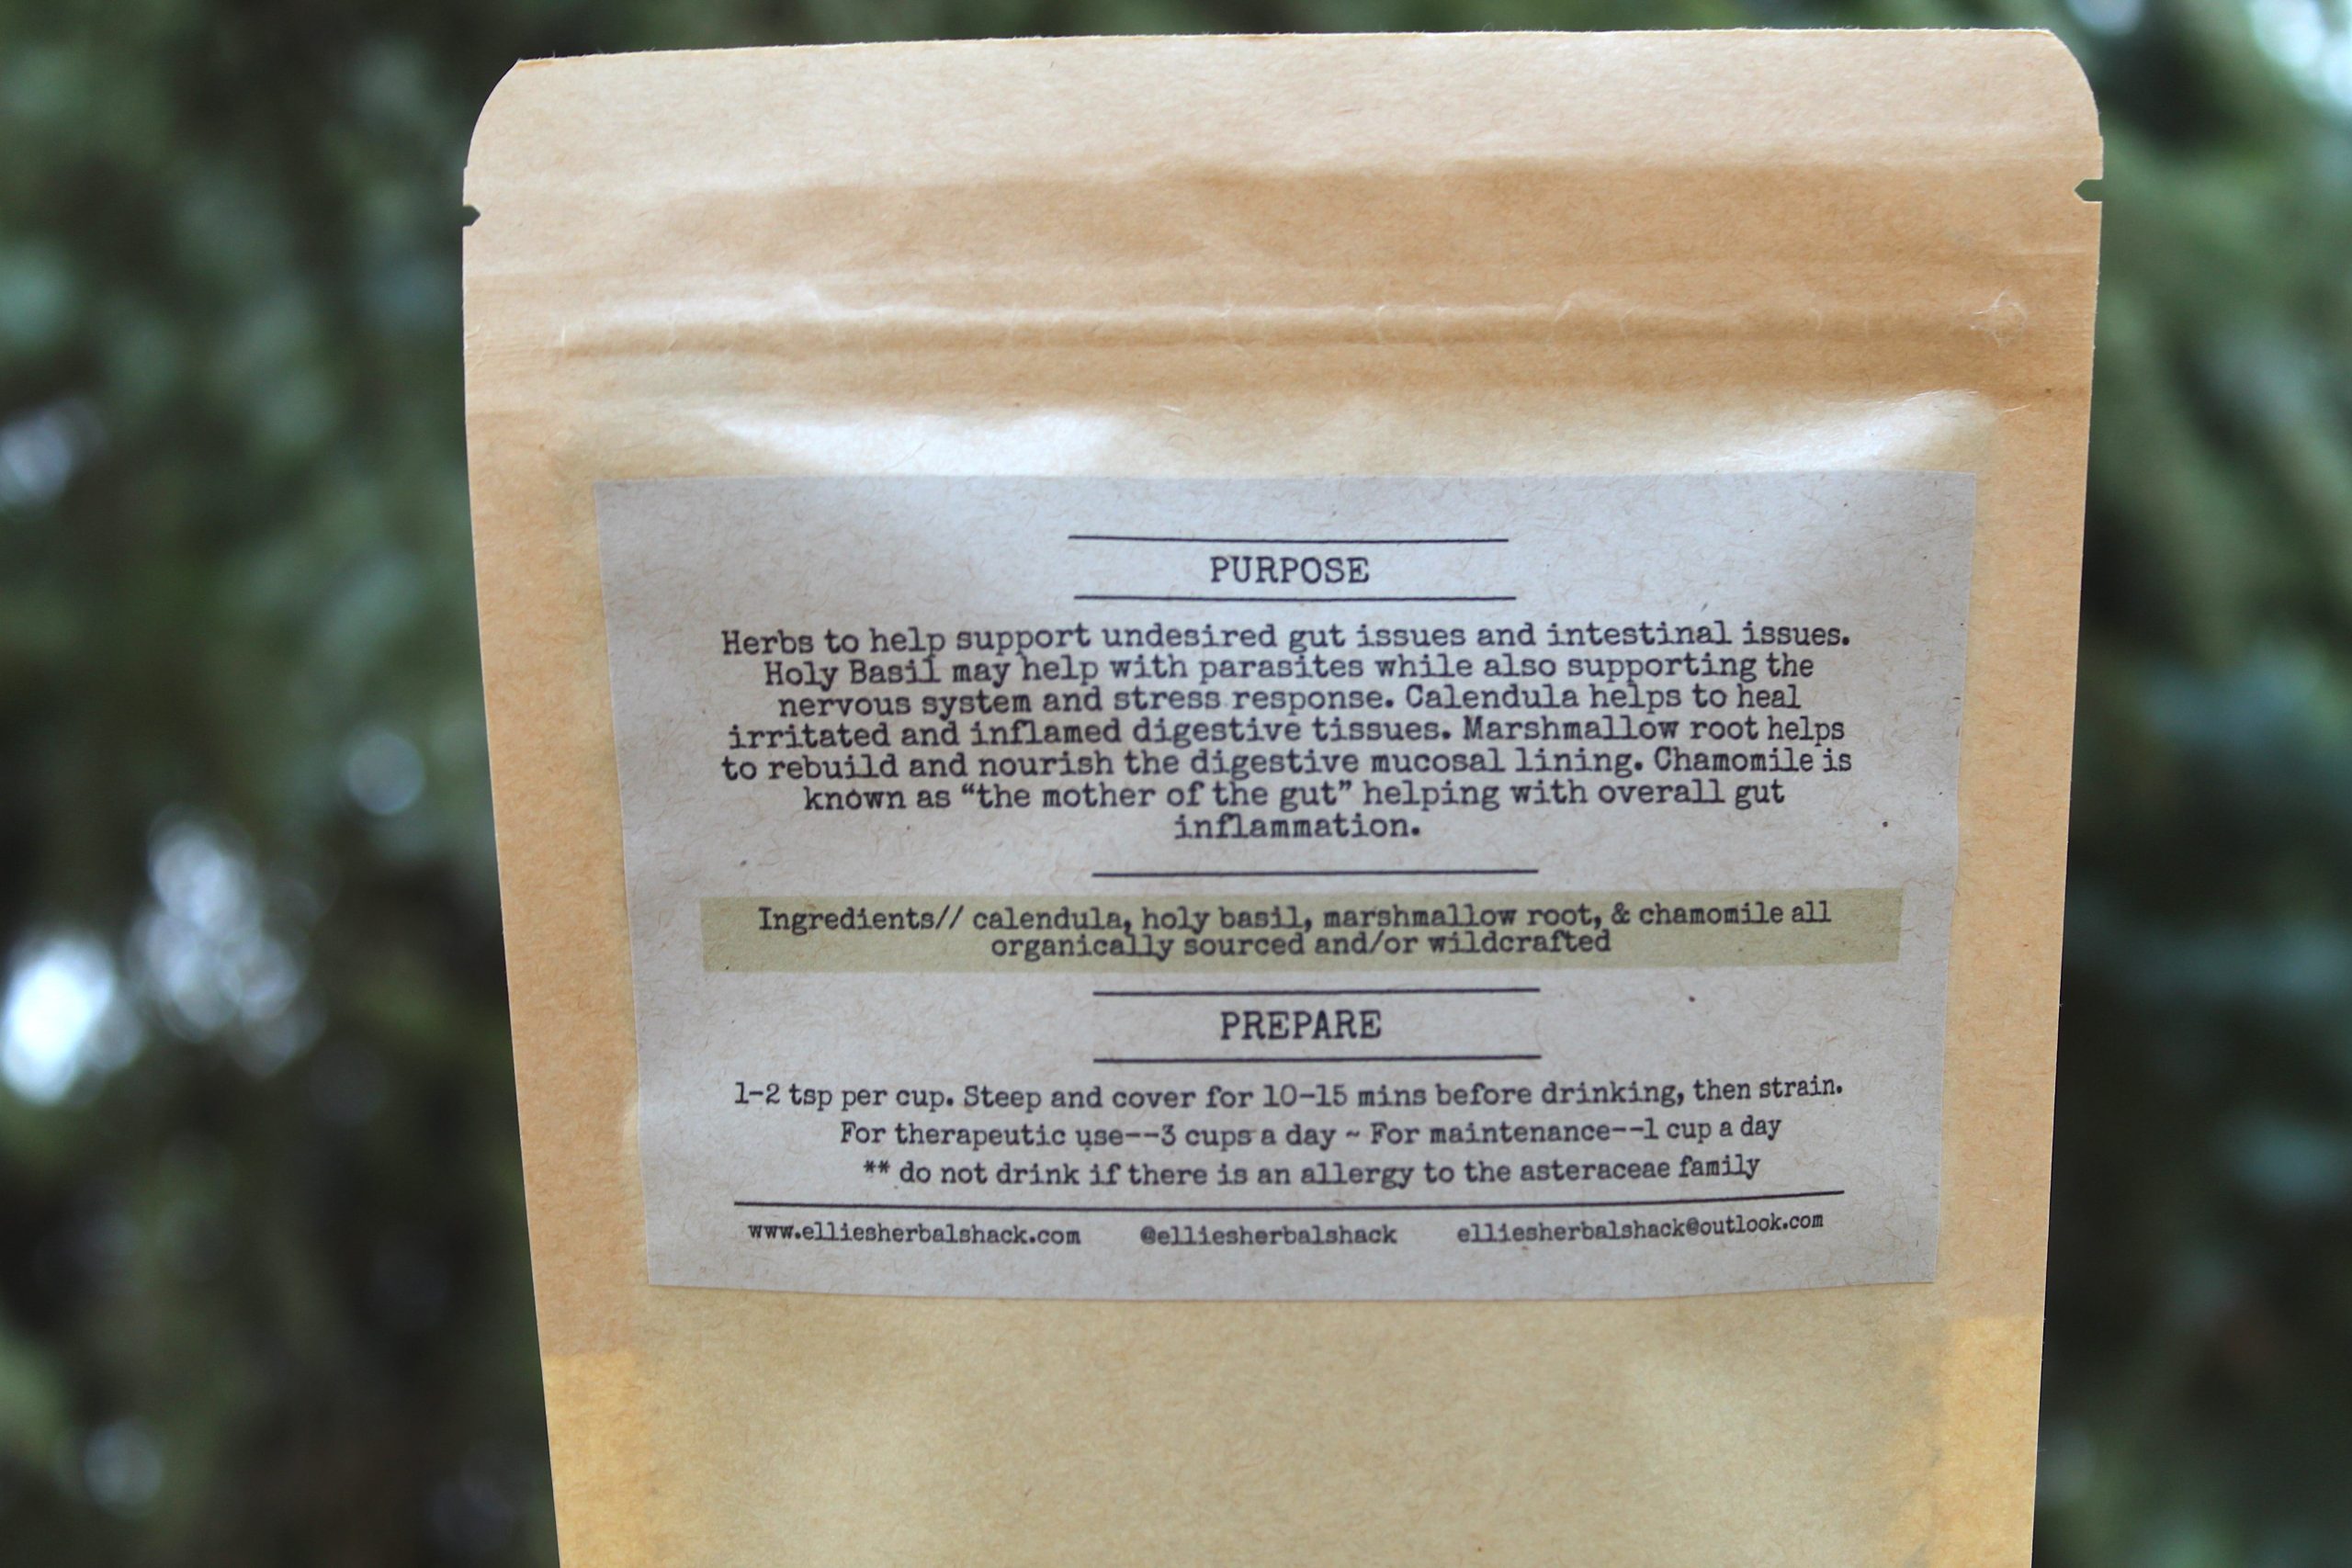 PURPOSE
Herbs to help support undesired gut issues and intestinal issues.
Holy Basil may help with parasites while also supporting the
nervous system and stress response. Calendula helps to heal
irritated and inflamed digestive tissues. Marshmallow root helps
to rebuild and nourish the digestive mucosal lining. Chamomile is
known as “the mother of the gut” helping with overall gut
inflammation.
Ingredients// calendula, holy basil, marshmallow root, & chamomile all
organically sourced and/or wildcrafted
PREPARE
1-2 tsp per cup. Steep and cover for 10-15 mins before drinking, then strain.
For therapeutic use--3 cups a day ~ For maintenance--1 cup a day
** do not drink if there is an allergy to the asteraceae family
www.elliesherbalshack.com @elliesherbalshack elliesherbalshack@outlook.com